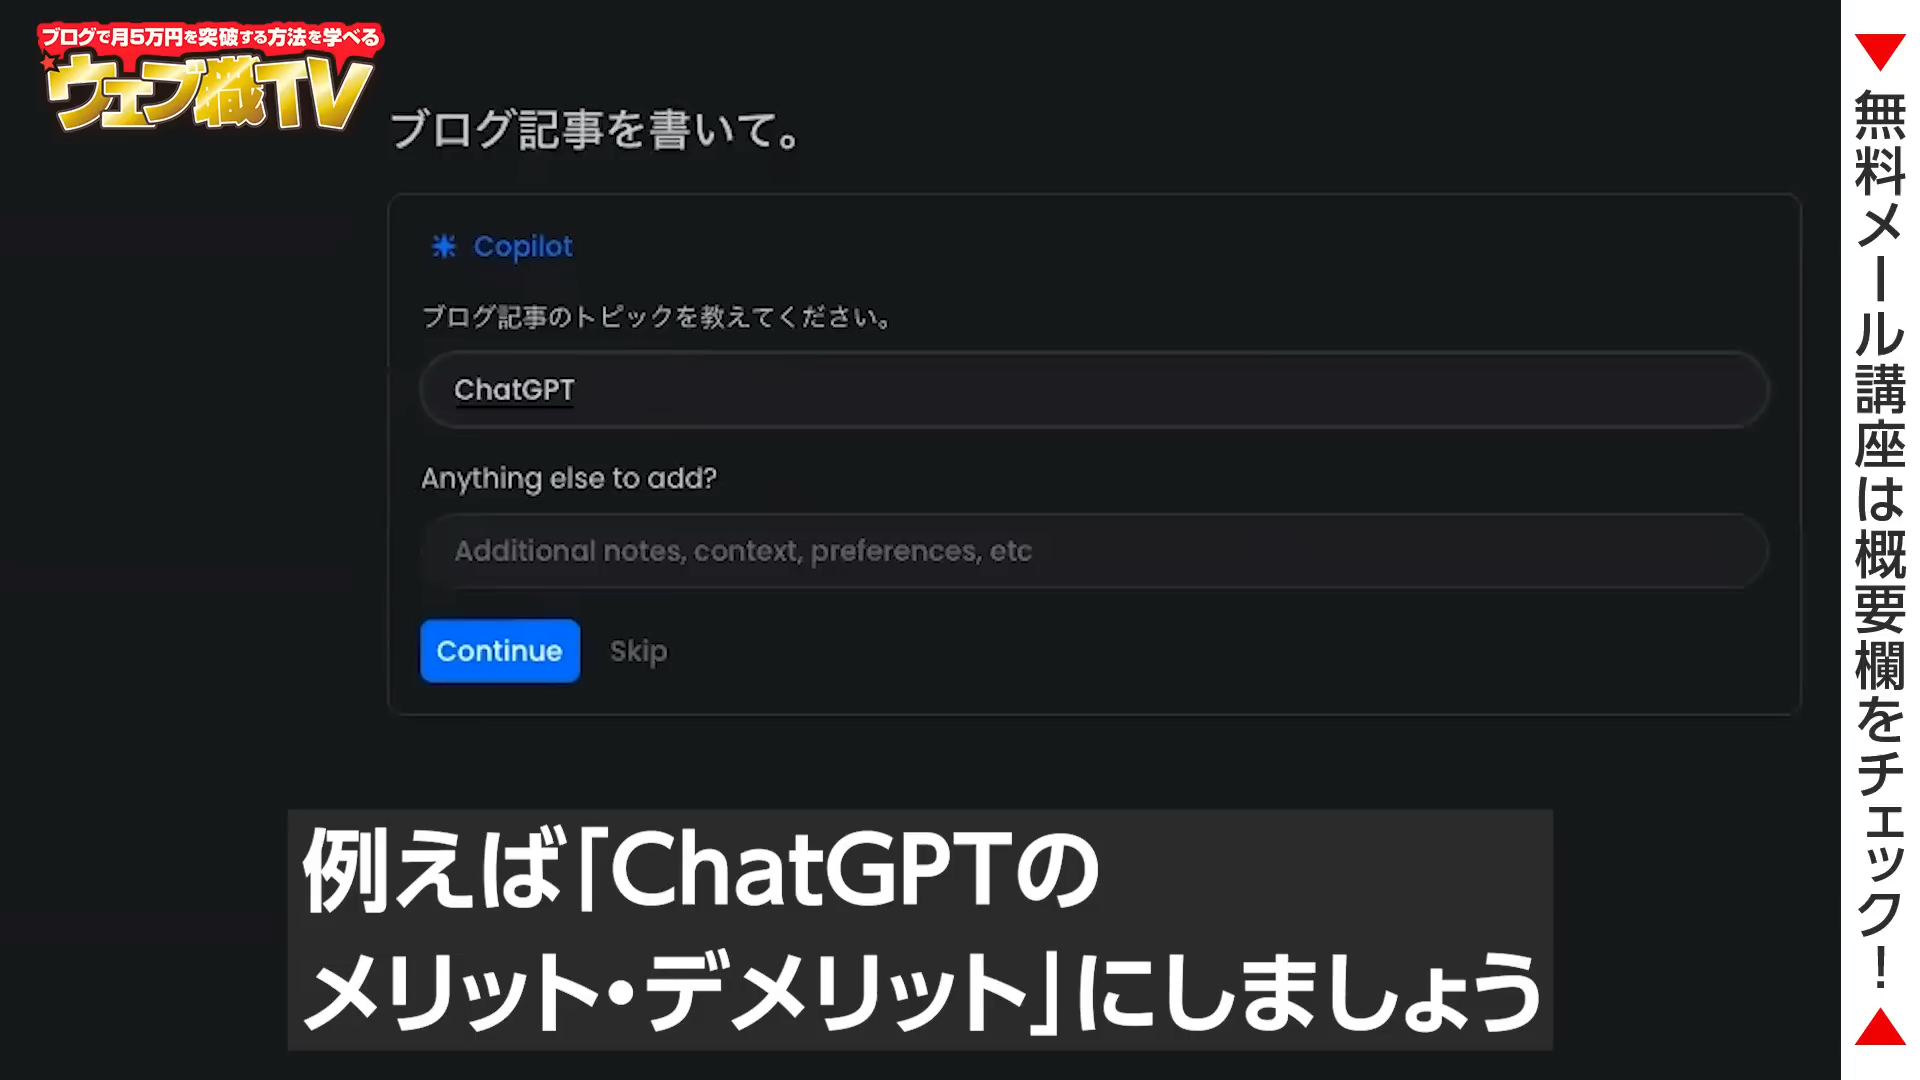 ブログで月5万円を突破する方法を学べる
ウェブ職TV
ブログ記事を書いて。
Copilot
ブログ記事のトピックを教えてください。
ChatGPT
Anything else to add?
Additional notes, context, preferences, etc
Continue
Skip
例えば「ChatGPTの
メリット・デメリット」にしましょう
▼無料メール講座は概要欄をチェック!▲